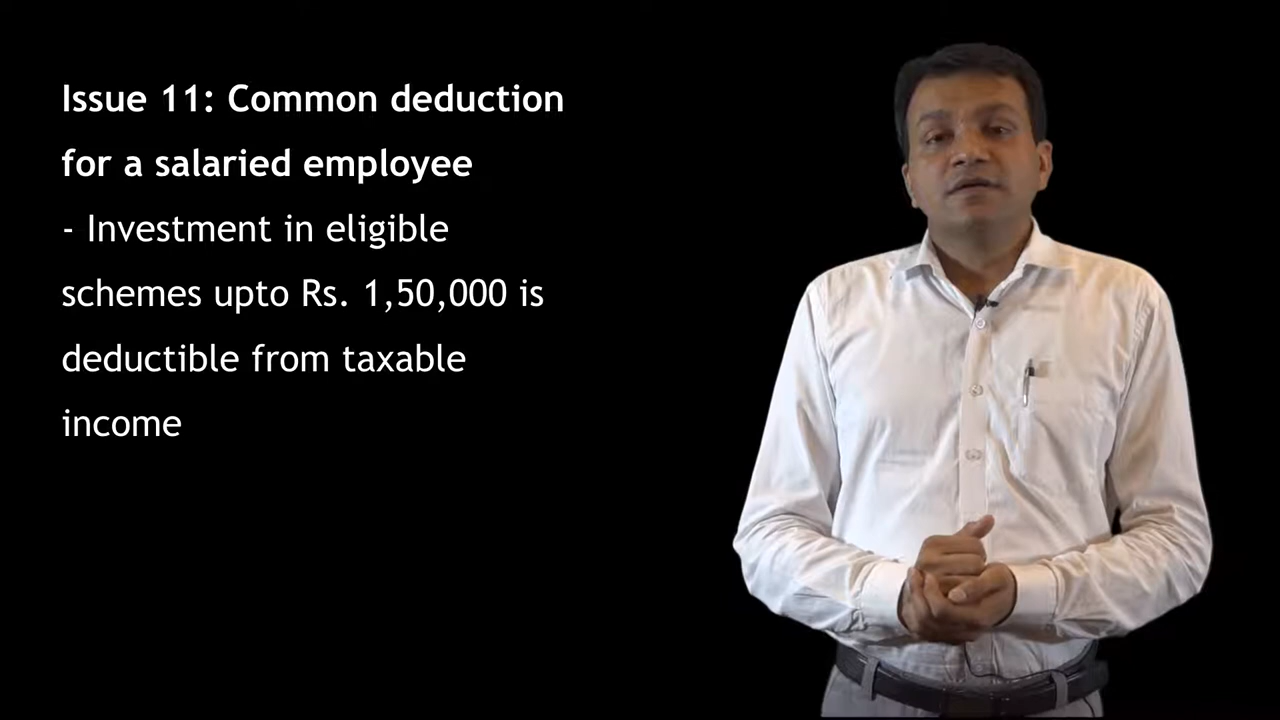 Issue 11: Common deduction
for a salaried employee
- Investment in eligible
schemes upto Rs. 1,50,000 is
deductible from taxable
income